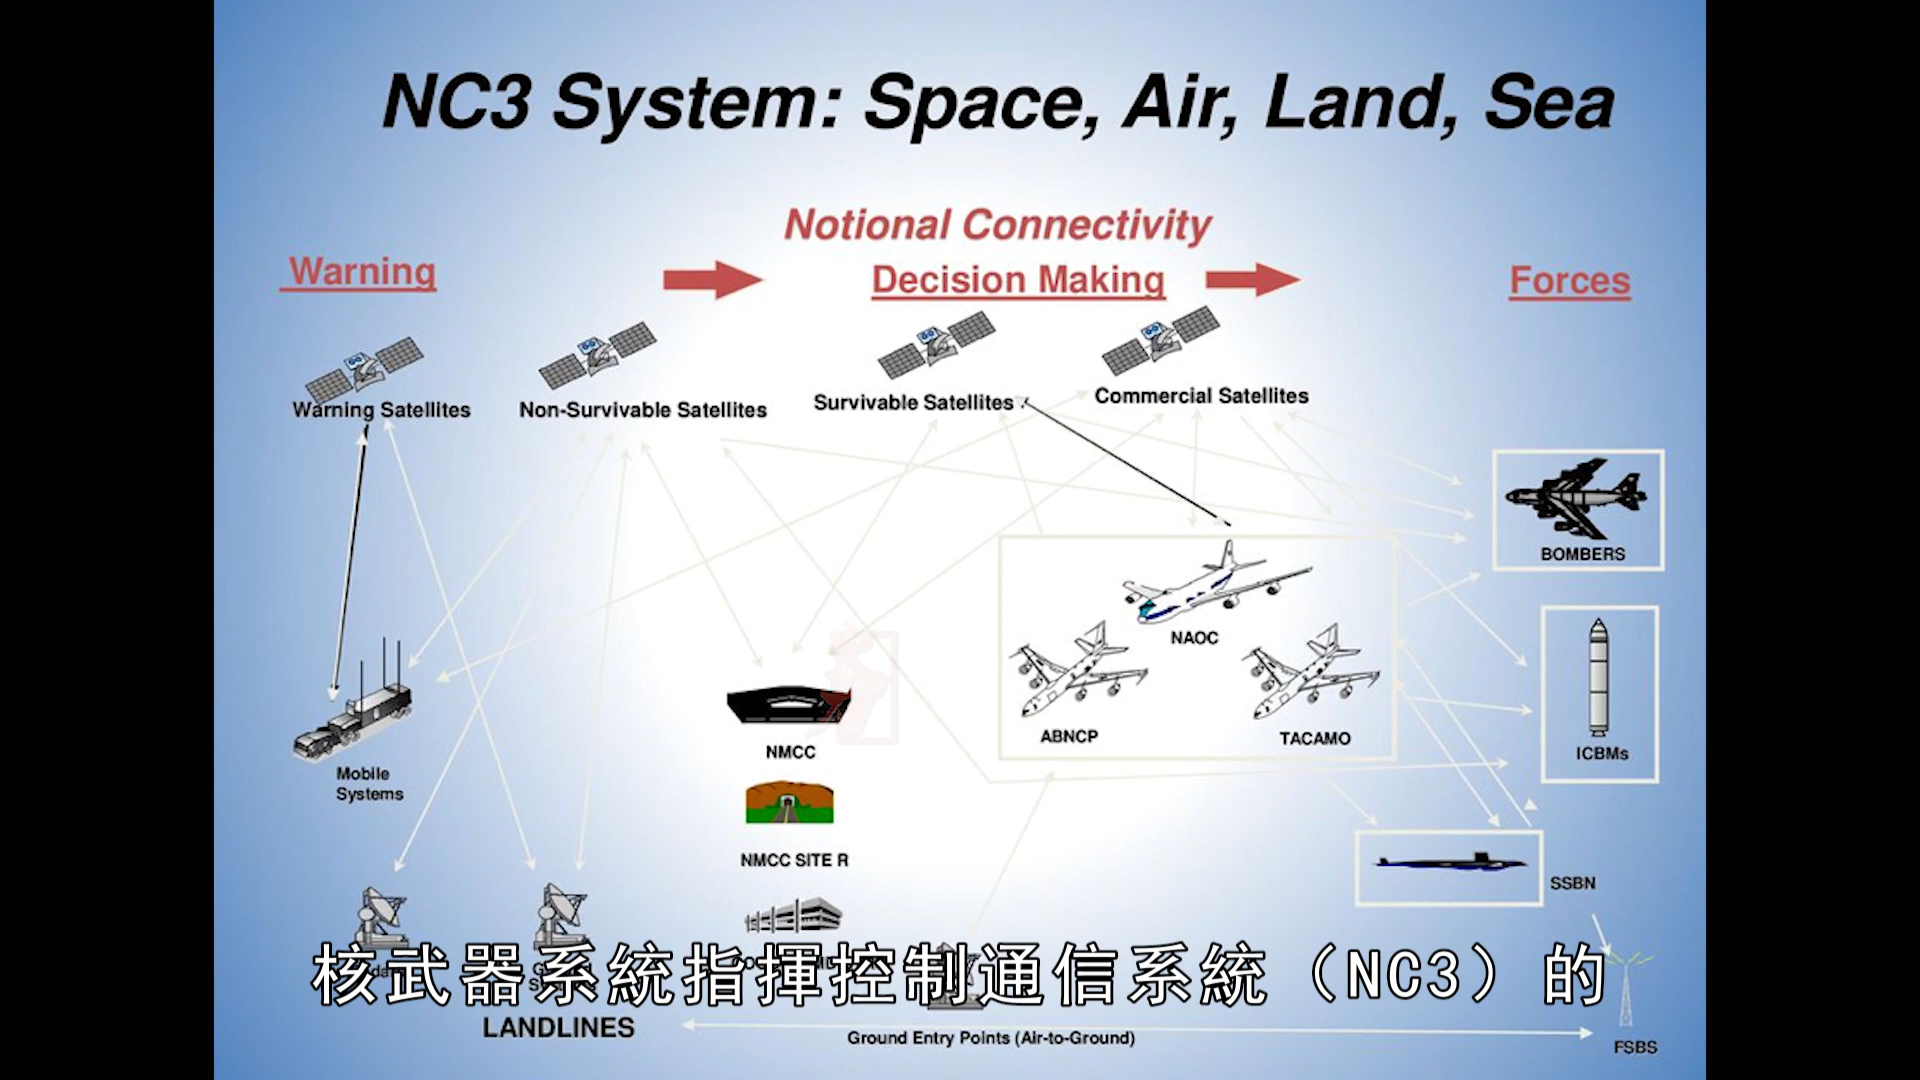 NC3 System: Space, Air, Land, Sea
Notional Connectivity
Warning
Decision Making
Forces
Warning Satellites
Non-Survivable Satellites
Survivable Satellites
Commercial Satellites
BOMBERS
NAOC
ABNCP
TACAMO
ICBMs
NMCC
Mobile
Systems
NMCC SITE R
SSBN
核武器系統指揮控制通信系統（NC3）的
LANDLINES
Ground Entry Points (Air-to-Ground)
FSBS